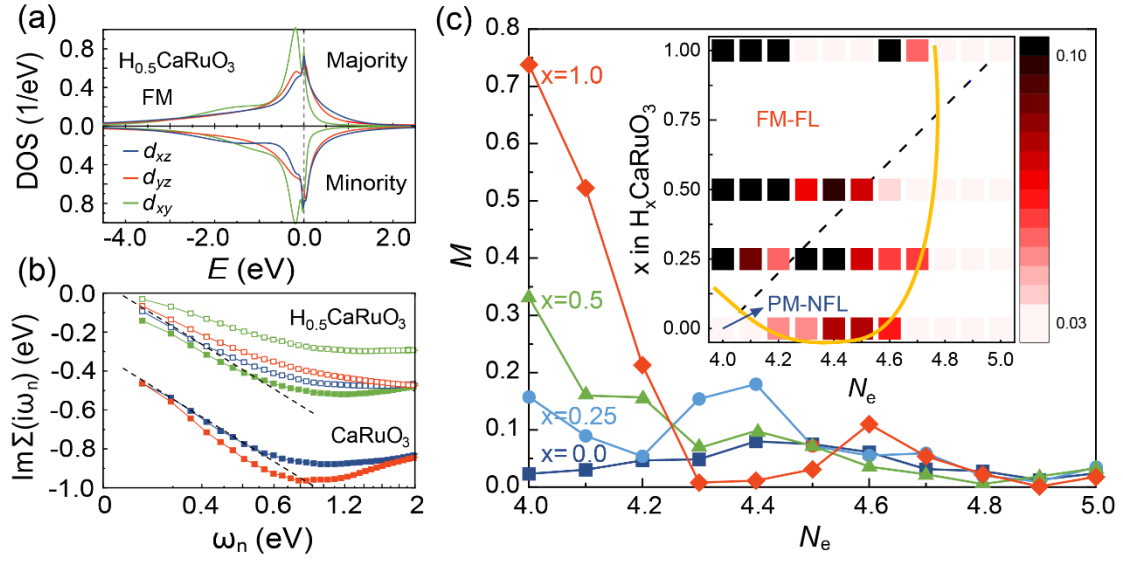 (a)
0.8
0.4
0.0
0.4
0.8
DOS (1/eV)
H₀.₅CaRuO₃
FM
Majority
Minority
dxz
dyz
dxy
-4.0 -2.0 0.0 2.0
E (eV)
(b)
0.0
-0.2
-0.4
-0.6
-0.8
-1.0
Im Σ(iωₙ) (eV)
H₀.₅CaRuO₃
CaRuO₃
0.4 0.8 1.2 2
ωₙ (eV)
(c)
0.8
0.7
0.6
0.5
0.4
0.3
0.2
0.1
0.0
M
x=1.0
x=0.5
x=0.25
x=0.0
4.0 4.2 4.4 4.6 4.8 5.0
Nₑ
1.00
0.75
0.50
0.25
0.00
x in HₓCaRuO₃
FM-FL
PM-NFL
4.0 4.2 4.4 4.6 4.8 5.0
Nₑ
0.10
0.03